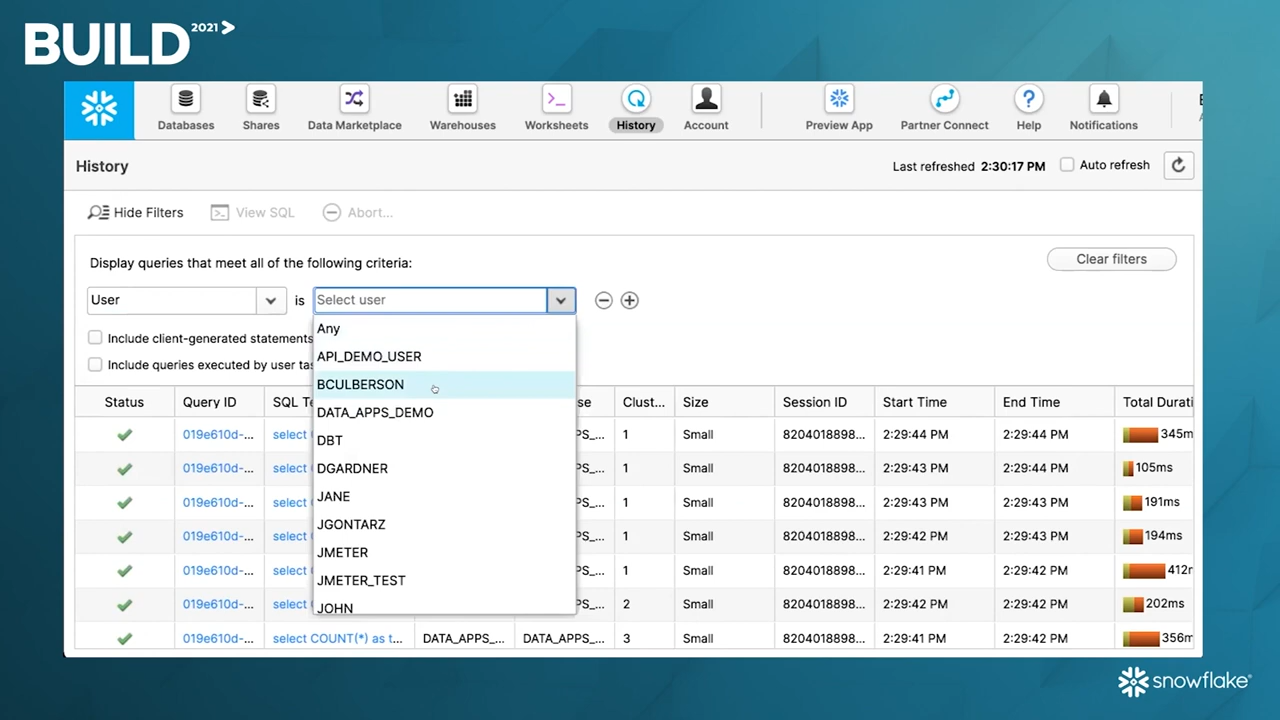 BUILD 2021
Databases Shares Data Marketplace Warehouses Worksheets History Account Preview App Partner Connect Help Notifications
History
Last refreshed 2:30:17 PM Auto refresh
Hide Filters View SQL Abort...
Display queries that meet all of the following criteria:
Clear filters
User is Select user
Include client-generated statements
Include queries executed by user
Any
API_DEMO_USER
BCULBERSON
DATA_APPS_DEMO
DBT
DGARDNER
JANE
JGONTARZ
JMETER
JMETER_TEST
JOHN
Status Query ID Clust... Size Session ID Start Time End Time Total
019e610d-... select PS_... 1 Small 8204018898... 2:29:44 PM 2:29:44 PM 345m
019e610d-... select PS_... 1 Small 8204018898... 2:29:43 PM 2:29:44 PM 105ms
019e610d-... select PS_... 1 Small 8204018898... 2:29:43 PM 2:29:43 PM 191ms
019e610d-... select PS_... 1 Small 8204018898... 2:29:42 PM 2:29:43 PM 194ms
019e610d-... select PS_... 1 Small 8204018898... 2:29:41 PM 2:29:42 PM 412
019e610d-... select PS_... 2 Small 8204018898... 2:29:42 PM 2:29:42 PM 202ms
019e610d-... select COUNT(*) as t... DATA_APPS_... DATA_APPS_... 3 Small 8204018898... 2:29:41 PM 2:29:42 PM 356m
snowflake®